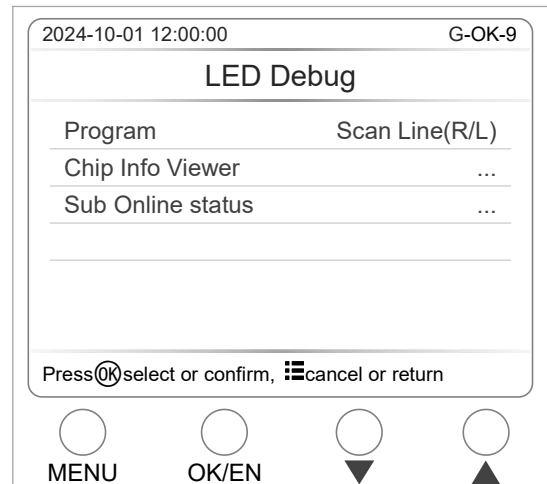 2024-10-01 12:00:00 G-OK-9
LED Debug
Program Scan Line(R/L)
Chip Info Viewer ...
Sub Online status ...
Press OK select or confirm, cancel or return
MENU OK/EN